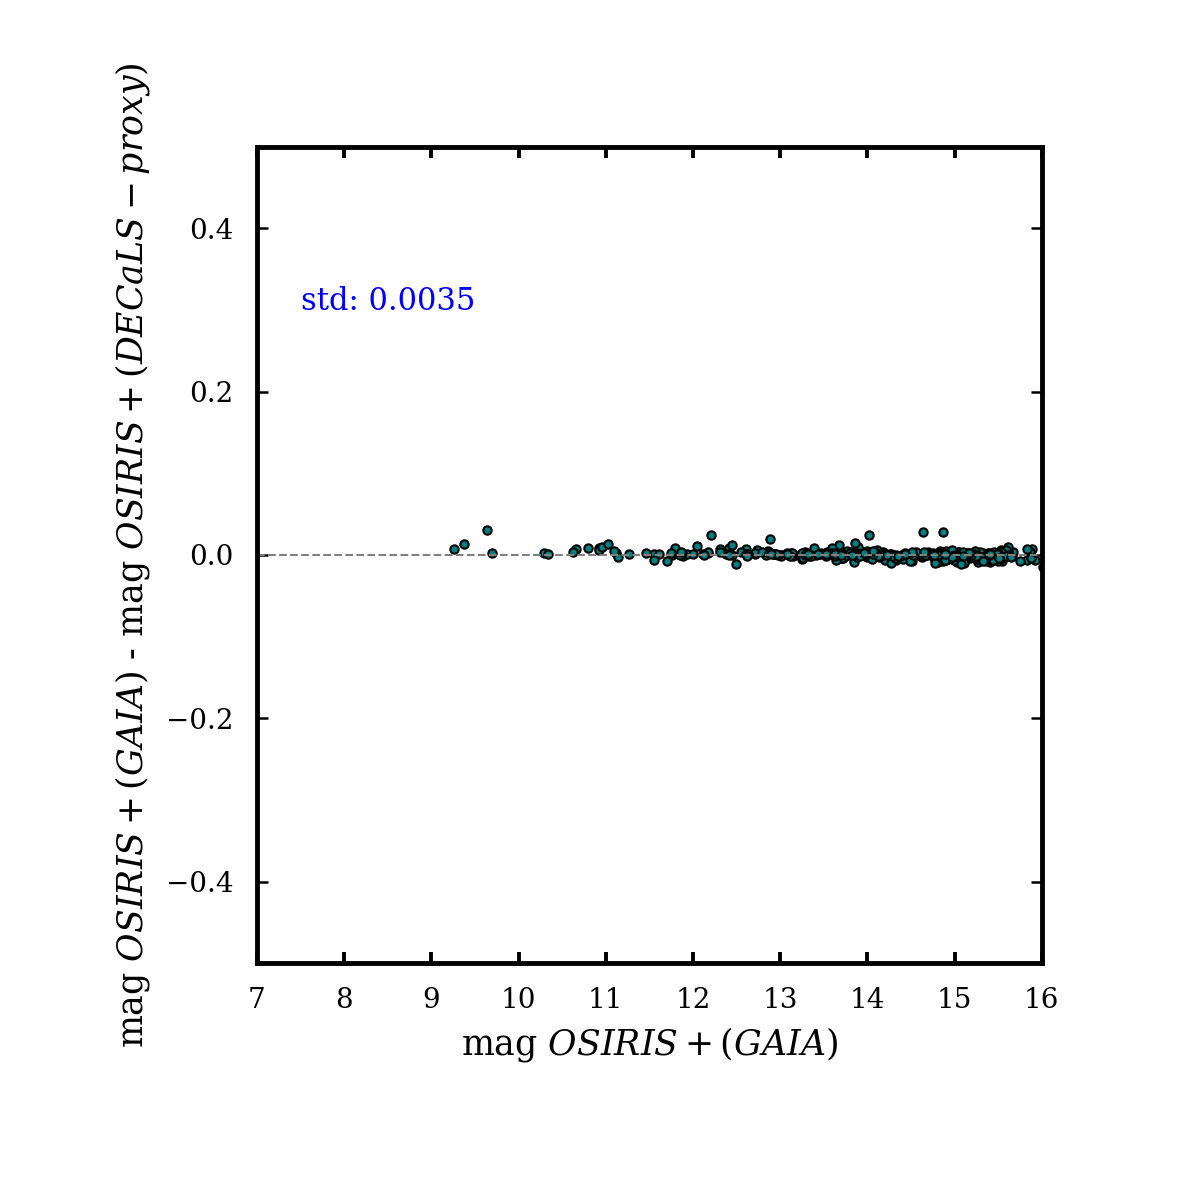 mag OSIRIS + (GAIA) - mag OSIRIS + (DECaLS − proxy)
0.4
0.2
0.0
−0.2
−0.4
std: 0.0035
7 8 9 10 11 12 13 14 15 16
mag OSIRIS + (GAIA)